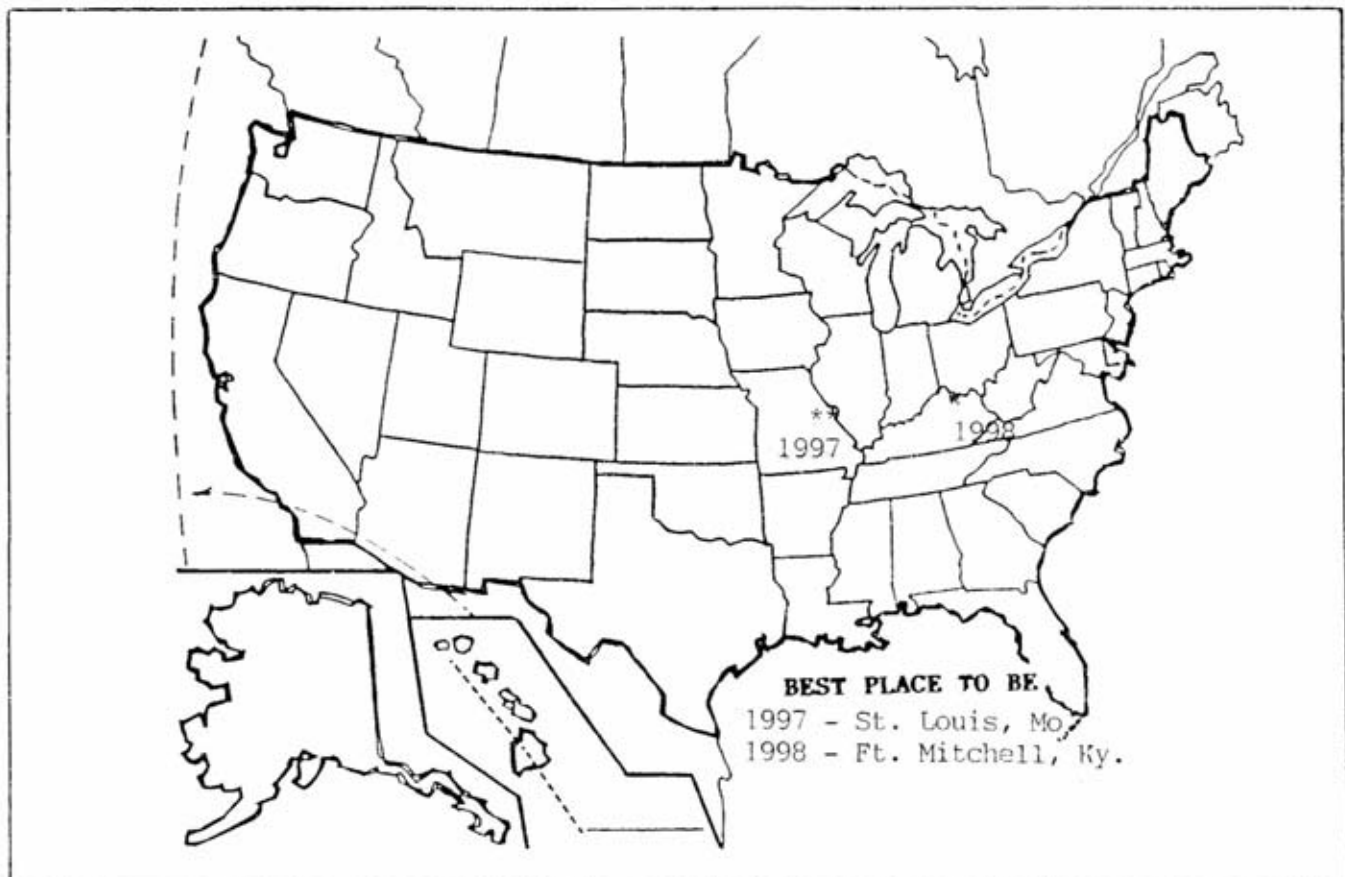 **
*
1997
1998
BEST PLACE TO BE
1997 - St. Louis, Mo
1998 - Ft. Mitchell, Ky.